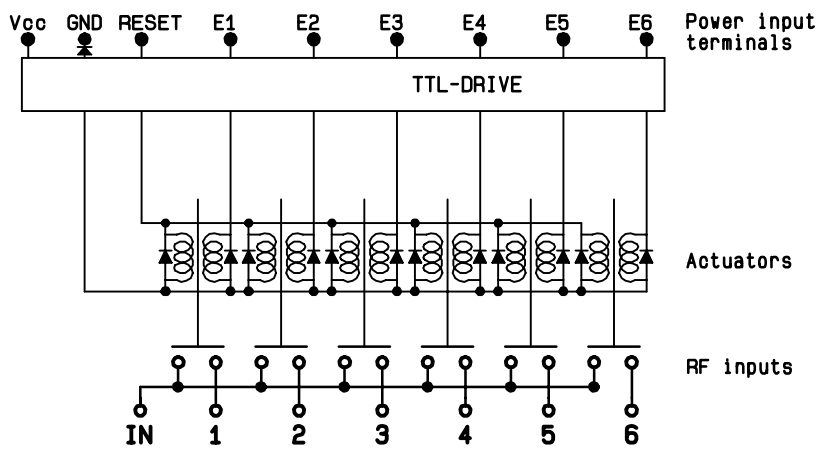 Vcc GND RESET E1 E2 E3 E4 E5 E6 Power input
terminals
TTL-DRIVE
Actuators
RF inputs
IN 1 2 3 4 5 6